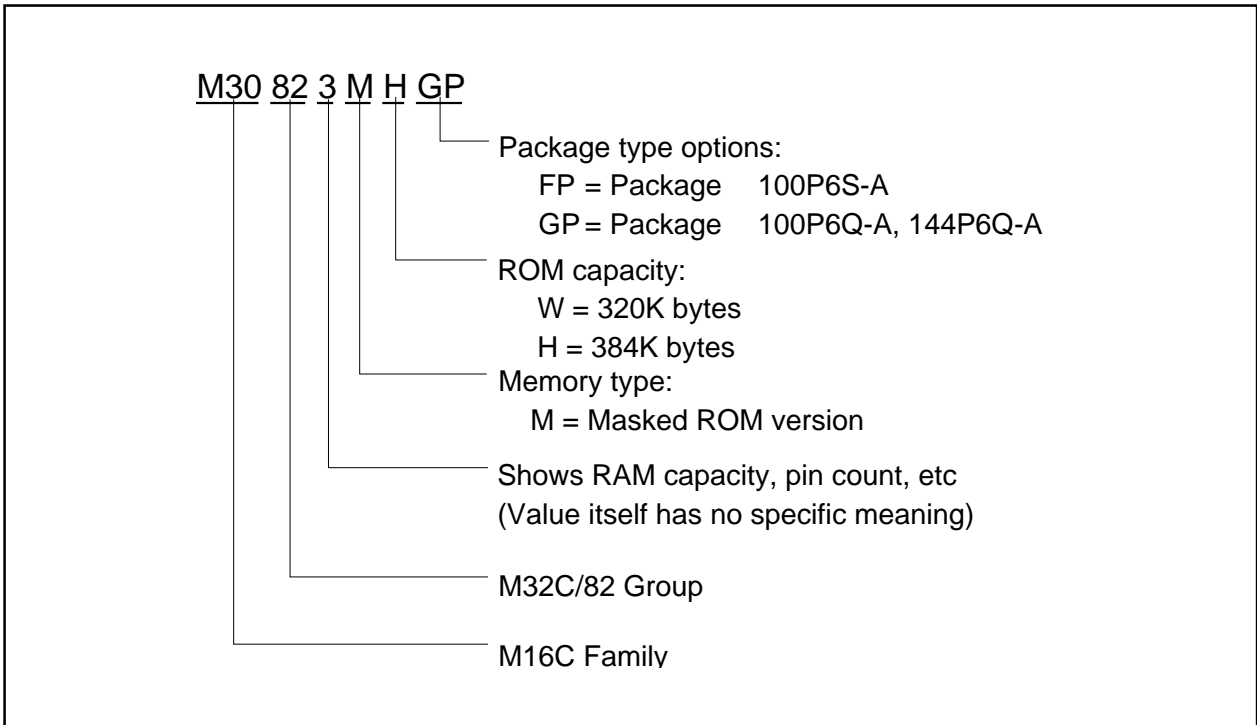 M30 82 3 M H GP
Package type options:
FP = Package 100P6S-A
GP = Package 100P6Q-A, 144P6Q-A
ROM capacity:
W = 320K bytes
H = 384K bytes
Memory type:
M = Masked ROM version
Shows RAM capacity, pin count, etc
(Value itself has no specific meaning)
M32C/82 Group
M16C Family